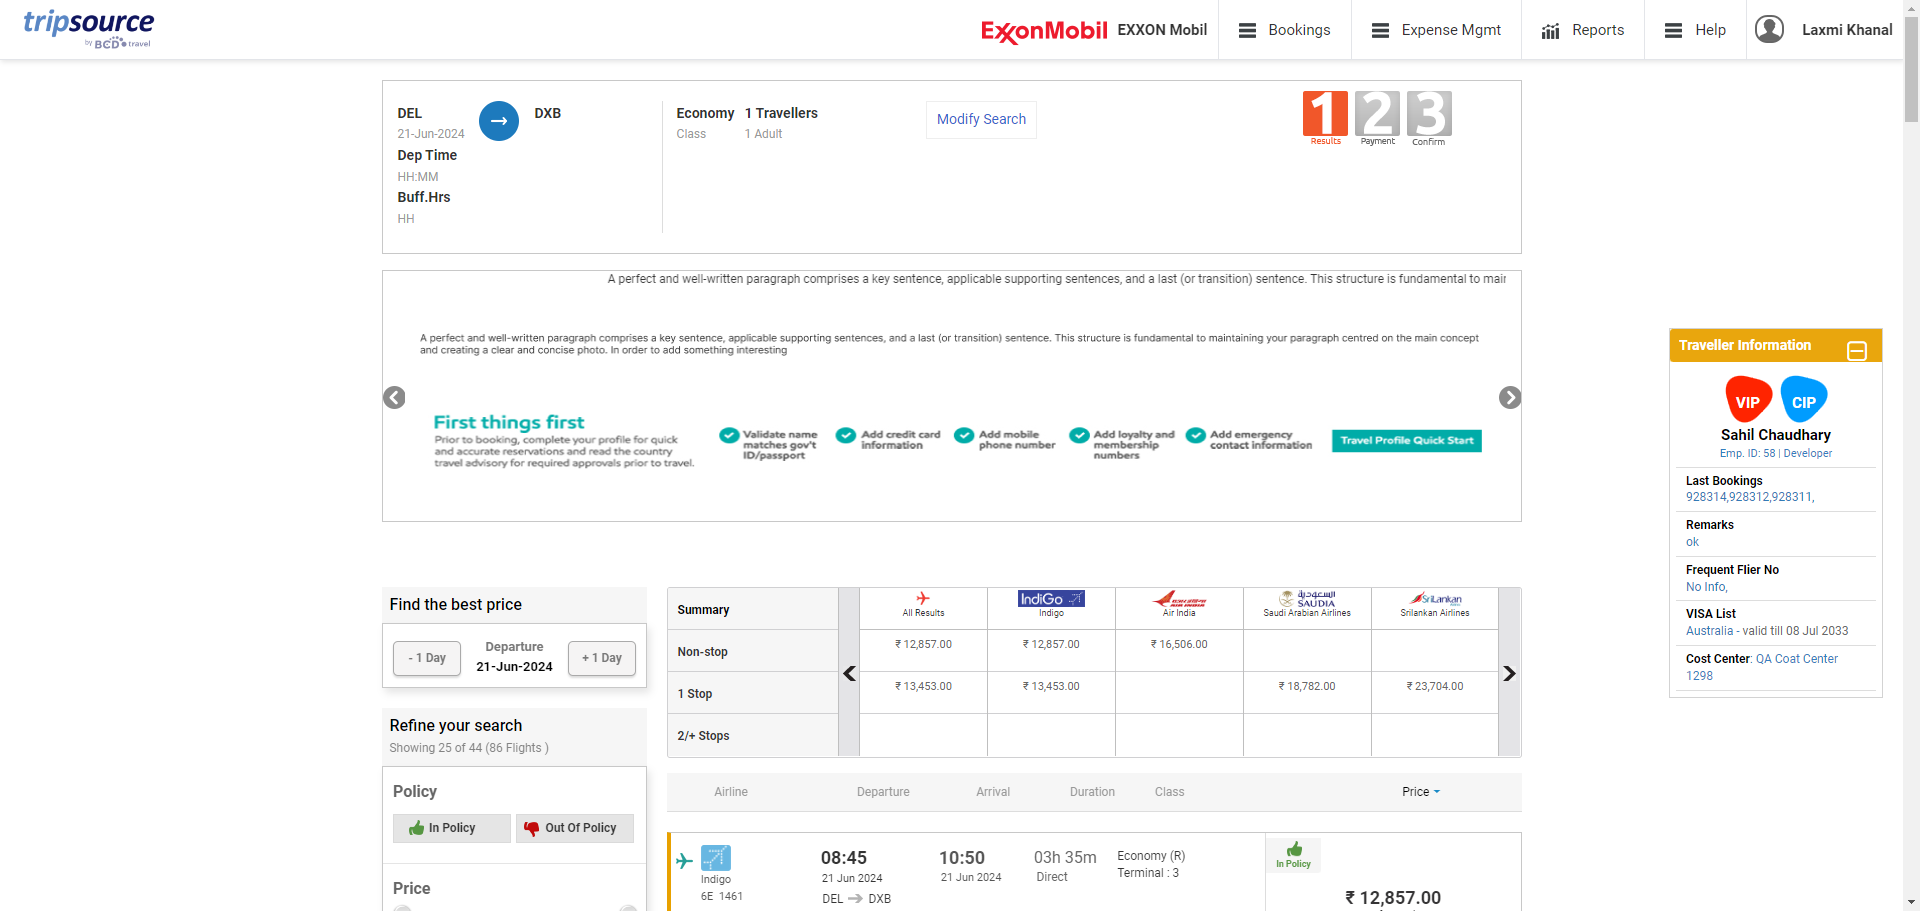 tripsource
by BCD travel
ExxonMobil EXXON Mobil
Bookings
Expense Mgmt
Reports
Help
Laxmi Khanal
DEL
21-Jun-2024
DXB
Dep Time
HH:MM
Buff.Hrs
HH
Economy 1 Travellers
Class 1 Adult
Modify Search
1 2 3
Results Payment Confirm
A perfect and well-written paragraph comprises a key sentence, applicable supporting sentences, and a last (or transition) sentence. This structure is fundamental to mair
A perfect and well-written paragraph comprises a key sentence, applicable supporting sentences, and a last (or transition) sentence. This structure is fundamental to maintaining your paragraph centred on the main concept
and creating a clear and concise photo. In order to add something interesting
First things first
Prior to booking, complete your profile for quick
and accurate reservations and read the country
travel advisory for required approvals prior to travel.
Validate name
matches gov't
ID/passport
Add credit card
information
Add mobile
phone number
Add loyalty and
membership
numbers
Add emergency
contact information
Travel Profile Quick Start
Traveller Information
VIP CIP
Sahil Chaudhary
Emp. ID: 58 | Developer
Last Bookings
928314,928312,928311,
Remarks
ok
Frequent Flier No
No Info,
VISA List
Australia - valid till 08 Jul 2033
Cost Center: QA Coat Center
1298
Find the best price
- 1 Day
Departure
21-Jun-2024
+ 1 Day
Refine your search
Showing 25 of 44 (86 Flights )
Policy
In Policy
Out Of Policy
Price
Summary
All Results
IndiGo
Indigo
AIR INDIA
Air India
السعودية
SAUDIA
Saudi Arabian Airlines
SriLankan
Srilankan Airlines
Non-stop ₹ 12,857.00 ₹ 12,857.00 ₹ 16,506.00
1 Stop ₹ 13,453.00 ₹ 13,453.00 ₹ 18,782.00 ₹ 23,704.00
2/+ Stops
Airline Departure Arrival Duration Class Price
Indigo
6E 1461
08:45
21 Jun 2024
DEL DXB
10:50
21 Jun 2024
03h 35m
Direct
Economy (R)
Terminal : 3
In Policy
₹ 12,857.00